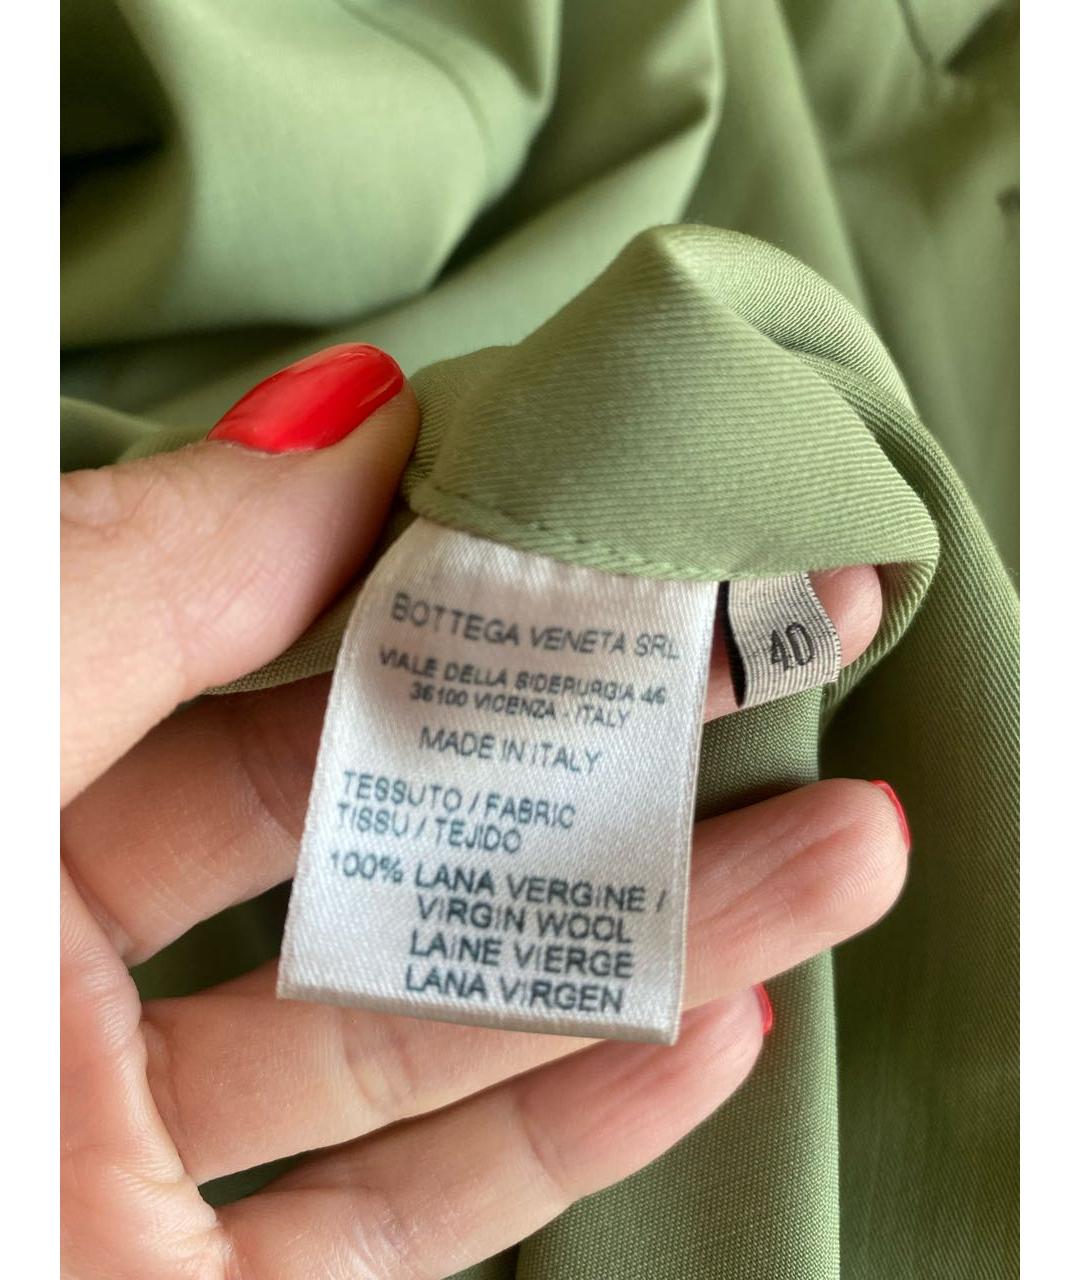 BOTTEGA VENETA SRL
VIALE DELLA SIDERURGIA 46
36100 VICENZA - ITALY
MADE IN ITALY
TESSUTO / FABRIC
TISSU / TEJIDO
100% LANA VERGINE /
VIRGIN WOOL
LAINE VIERGE
LANA VIRGEN
40